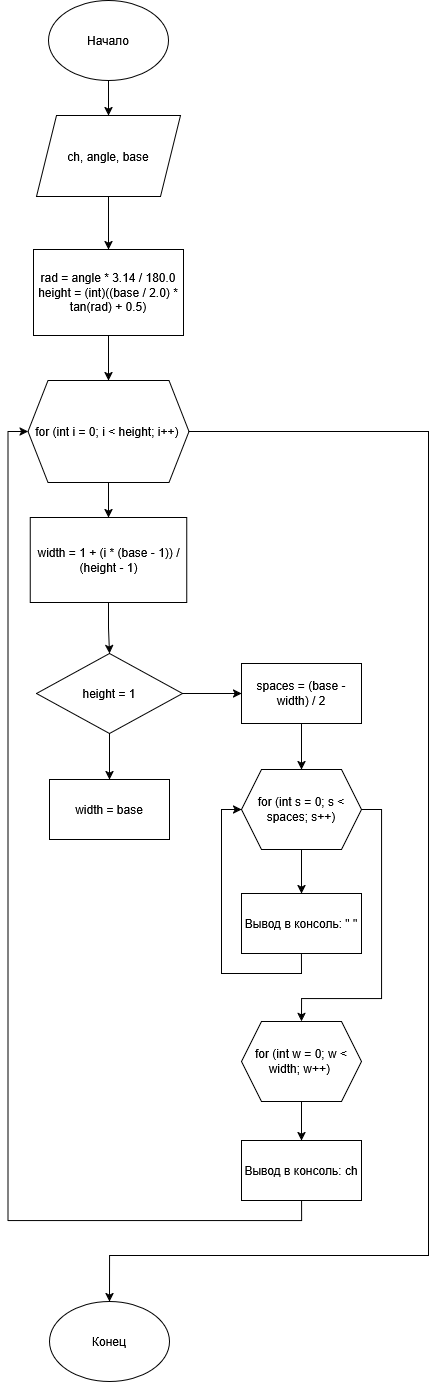 Начало
ch, angle, base
rad = angle * 3.14 / 180.0
height = (int)((base / 2.0) *
tan(rad) + 0.5)
for (int i = 0; i < height; i++)
width = 1 + (i * (base - 1)) /
(height - 1)
height = 1
spaces = (base -
width) / 2
width = base
for (int s = 0; s <
spaces; s++)
Вывод в консоль: " "
for (int w = 0; w <
width; w++)
Вывод в консоль: ch
Конец